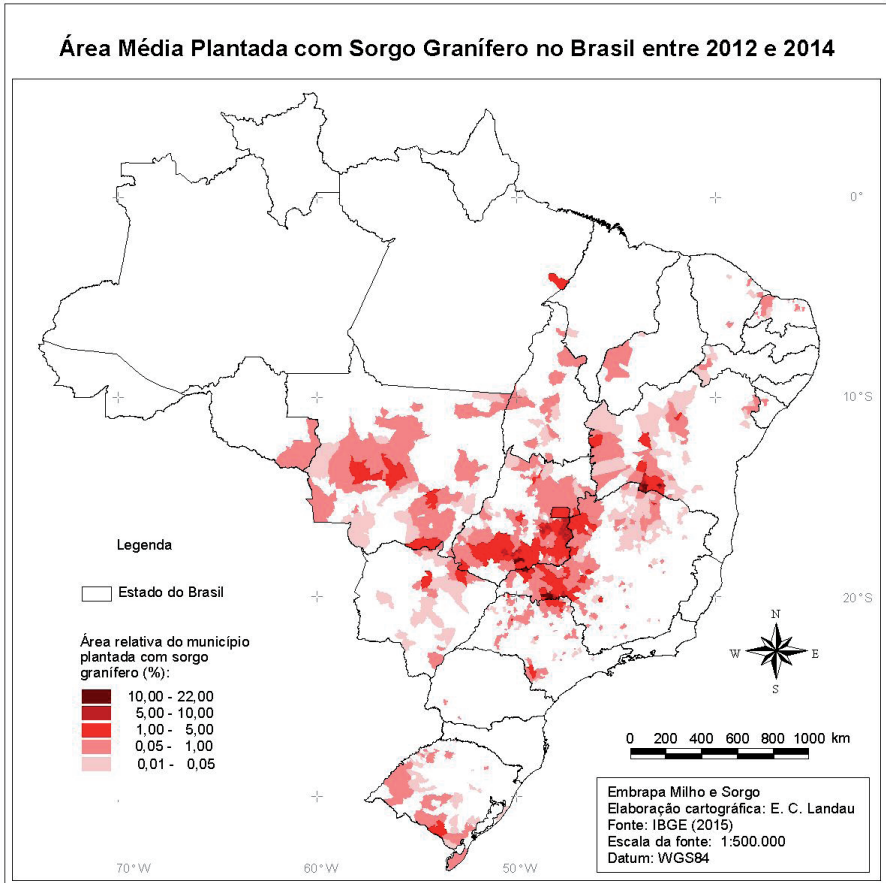 Área Média Plantada com Sorgo Granífero no Brasil entre 2012 e 2014
0°
10°S
Legenda
Estado do Brasil
20°S
N
W E
S
Área relativa do município
plantada com sorgo
granífero (%):
10,00 - 22,00
5,00 - 10,00
1,00 - 5,00
0,05 - 1,00
0,01 - 0,05
0 200 400 600 800 1000 km
Embrapa Milho e Sorgo
Elaboração cartográfica: E. C. Landau
Fonte: IBGE (2015)
Escala da fonte: 1:500.000
Datum: WGS84
70°W 60°W 50°W